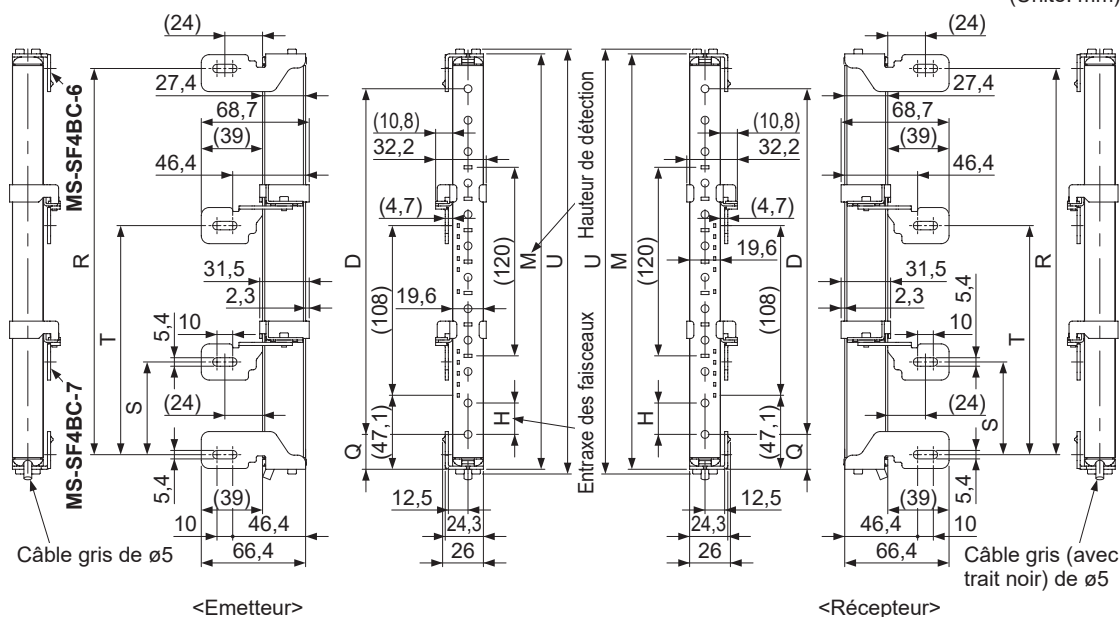 (Unité: mm)
(24)
27,4
68,7
(39)
46,4
31,5
2,3
10
5,4
T
S
(24)
R
MS-SF4BC-6
MS-SF4BC-7
5,4
(39)
10
46,4
66,4
Câble gris de ø5
<Emetteur>
(10,8)
32,2
(4,7)
D
(108)
19,6
(120)
Q
(47,1)
H
M
U
Hauteur de détection
Entraxe des faisceaux
12,5
24,3
26
U
M
(120)
H
(10,8)
32,2
(4,7)
19,6
D
(108)
(47,1)
Q
12,5
24,3
26
(24)
27,4
68,7
(39)
46,4
31,5
2,3
5,4
10
T
R
(24)
S
5,4
(39)
46,4
10
66,4
Câble gris (avec
trait noir) de ø5
<Récepteur>